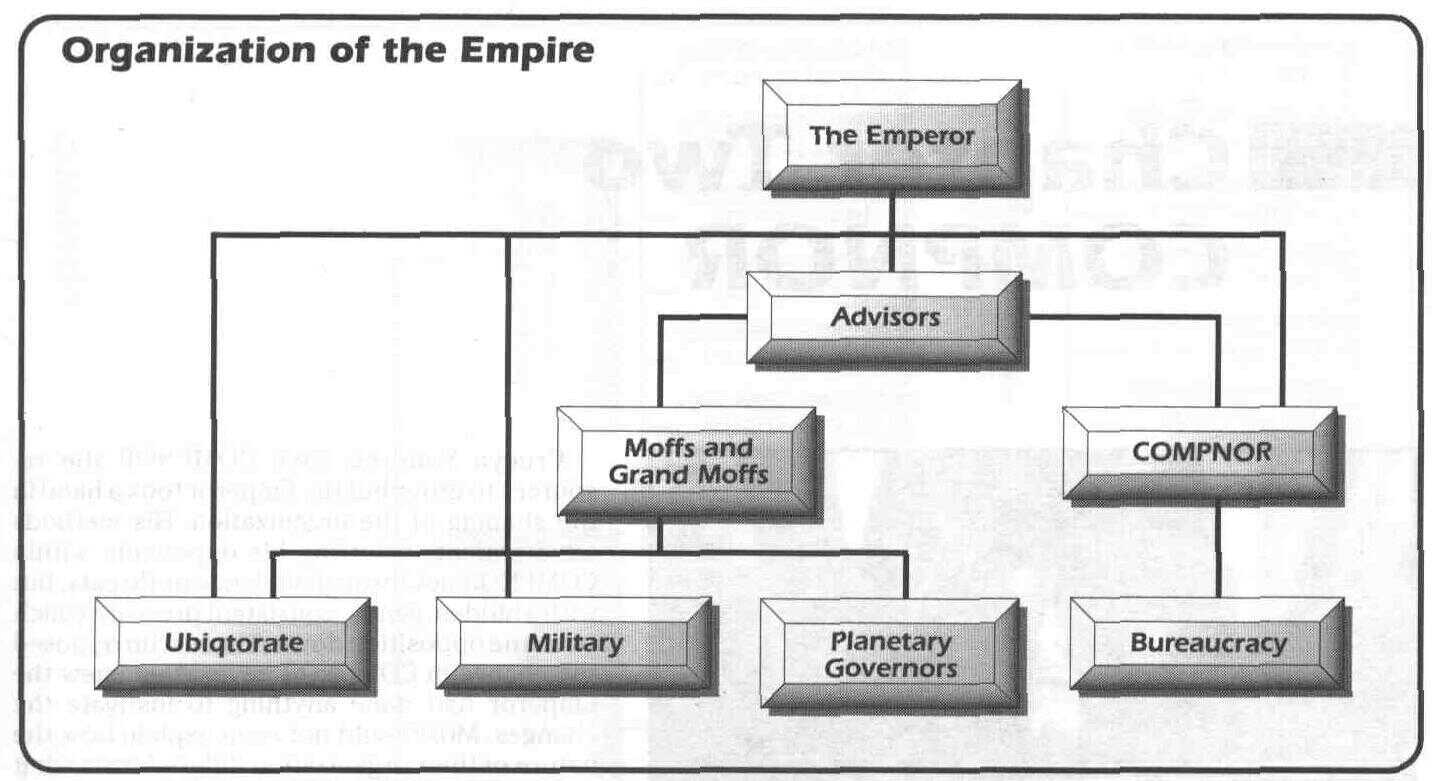 Organization of the Empire
The Emperor
Advisors
Moffs and
Grand Moffs
COMPNOR
Ubiqtorate
Military
Planetary
Governors
Bureaucracy